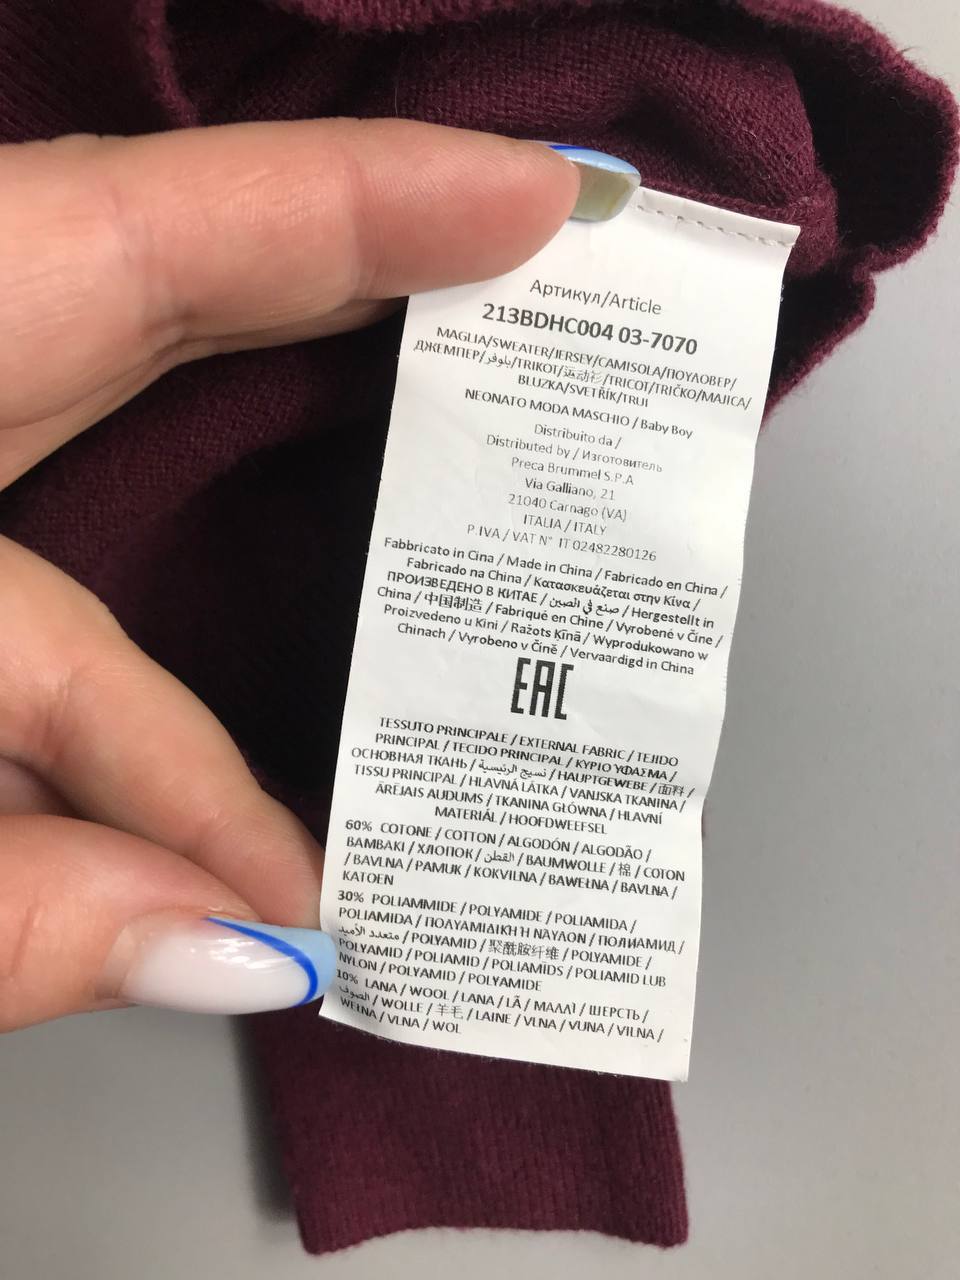 Артикул/Article
213BDHC004 03-7070
MAGLIA/SWEATER/JERSEY/CAMISOLA/ΠΟΥΛΟΒΕΡ/
ДЖЕМПЕР/بلوفر/TRIKOT/运动衫/TRICOT/TRIČKO/MAJICA/
BLUZKA/SVETŘÍK/TRUI
NEONATO MODA MASCHIO / Baby Boy
Distribuito da /
Distributed by / Изготовитель
Preca Brummel S.P.A
Via Galliano, 21
21040 Carnago (VA)
ITALIA / ITALY
P.IVA / VAT N° IT 02482280126
Fabbricato in Cina / Made in China / Fabricado en China /
Fabricado na China / Κατασκευάζεται στην Κίνα /
ПРОИЗВЕДЕНО В КИТАЕ / صنع في الصين / Hergestellt in
China / 中国制造 / Fabriqué en Chine / Vyrobené v Číne /
Proizvedeno u Kini / Ražots Ķīnā / Wyprodukowano w
Chinach / Vyrobeno v Číně / Vervaardigd in China
EAC
TESSUTO PRINCIPALE / EXTERNAL FABRIC / TEJIDO
PRINCIPAL / TECIDO PRINCIPAL / ΚΥΡΙΟ ΥΦΑΣΜΑ /
ОСНОВНАЯ ТКАНЬ / نسيج الرئيسية / HAUPTGEWEBE / 面料 /
TISSU PRINCIPAL / HLAVNÁ LÁTKA / VANJSKA TKANINA /
ĀRĒJAIS AUDUMS / TKANINA GŁÓWNA / HLAVNÍ
MATERIÁL / HOOFDWEEFSEL
60% COTONE / COTTON / ALGODÓN / ALGODÃO /
ΒΑΜΒΑΚΙ / ХЛОПОК / القطن / BAUMWOLLE / 棉 / COTON
/ BAVLNA / PAMUK / KOKVILNA / BAWEŁNA / BAVLNA /
KATOEN
30% POLIAMMIDE / POLYAMIDE / POLIAMIDA /
POLIAMIDA / ΠΟΛΥΑΜΙΔΙΚΗ Ή ΝΑΥΛΟΝ / ПОЛИАМИД /
متعدد الأميد / POLYAMID / 聚酰胺纤维 / POLYAMIDE /
POLYAMID / POLIAMID / POLIAMĪDS / POLIAMID LUB
NYLON / POLYAMID / POLYAMIDE
10% LANA / WOOL / LANA / LÃ / ΜΑΛΛΙ / ШЕРСТЬ /
الصوف / WOLLE / 羊毛 / LAINE / VLNA / VUNA / VILNA /
WEŁNA / VLNA / WOL